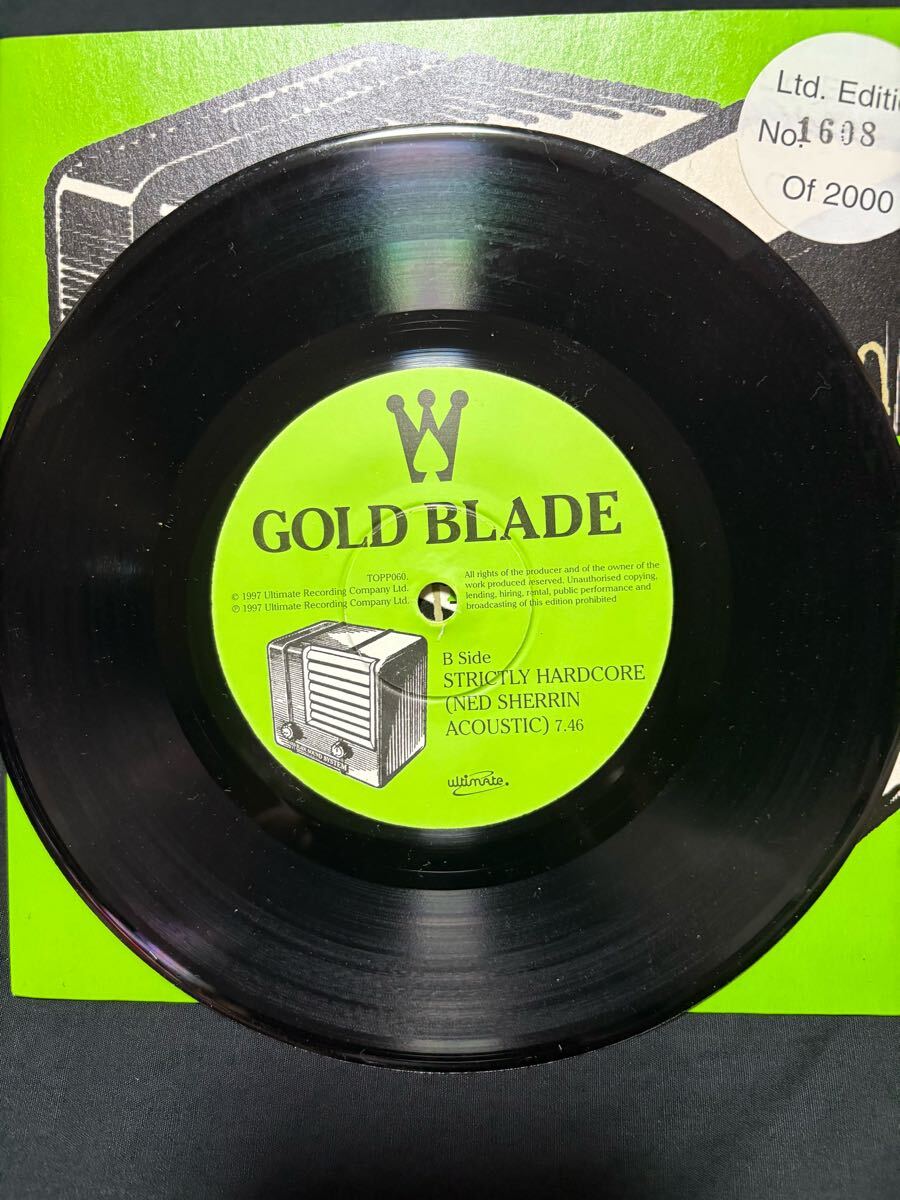 Ltd. Editi
No. 1608
Of 2000
GOLD BLADE
TOPP060.
© 1997 Ultimate Recording Company Ltd.
℗ 1997 Ultimate Recording Company Ltd.
All rights of the producer and of the owner of the
work produced reserved. Unauthorised copying,
lending, hiring, rental, public performance and
broadcasting of this edition prohibited
B Side
STRICTLY HARDCORE
(NED SHERRIN
ACOUSTIC) 7.46
SYSTEM
ultimate.